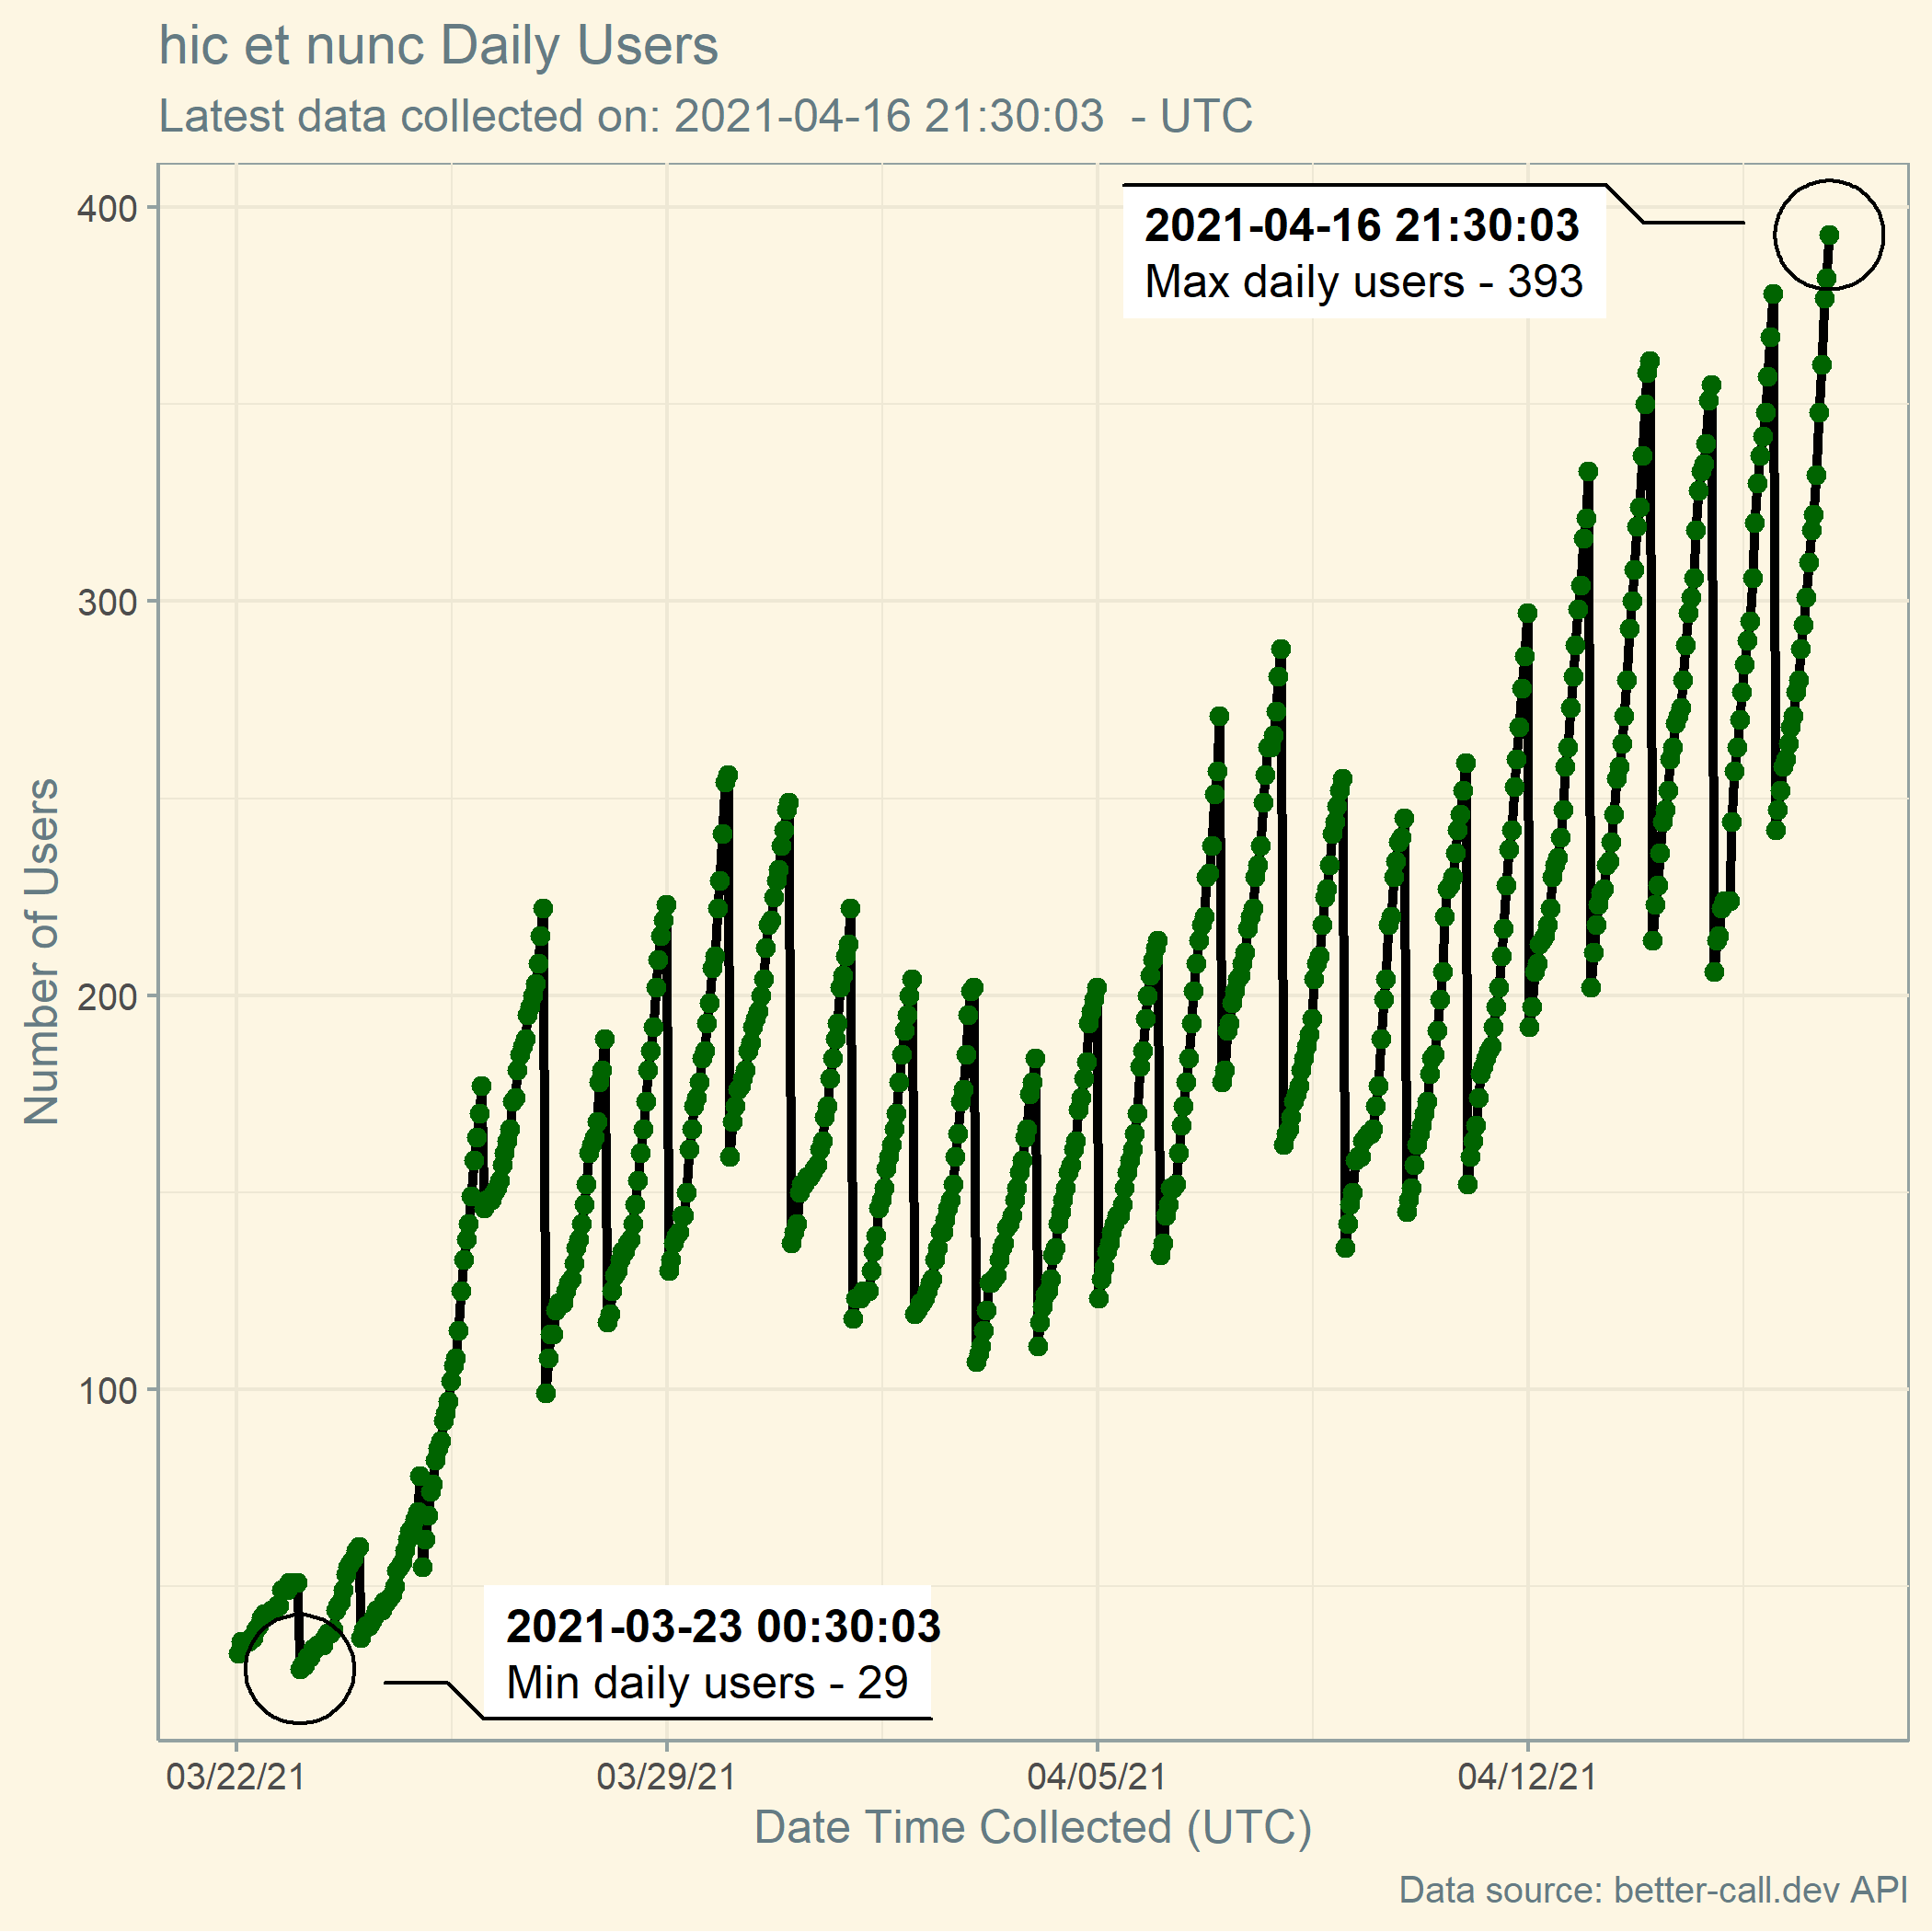 hic et nunc Daily Users
Latest data collected on: 2021-04-16 21:30:03  - UTC
400
300
200
100
Number of Users
2021-04-16 21:30:03
Max daily users - 393
2021-03-23 00:30:03
Min daily users - 29
03/22/21
03/29/21
04/05/21
04/12/21
Date Time Collected (UTC)
Data source: better-call.dev API